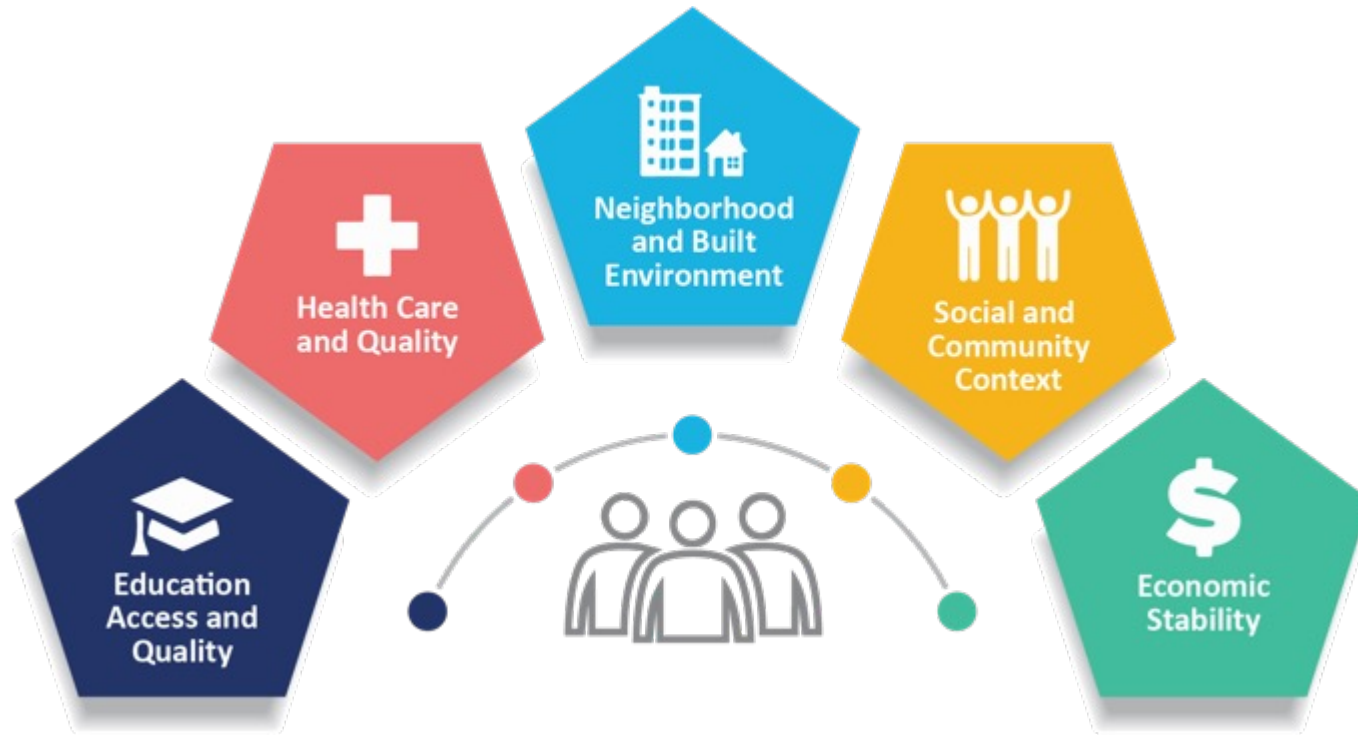 Education
Access and
Quality
Health Care
and Quality
Neighborhood
and Built
Environment
Social and
Community
Context
$
Economic
Stability